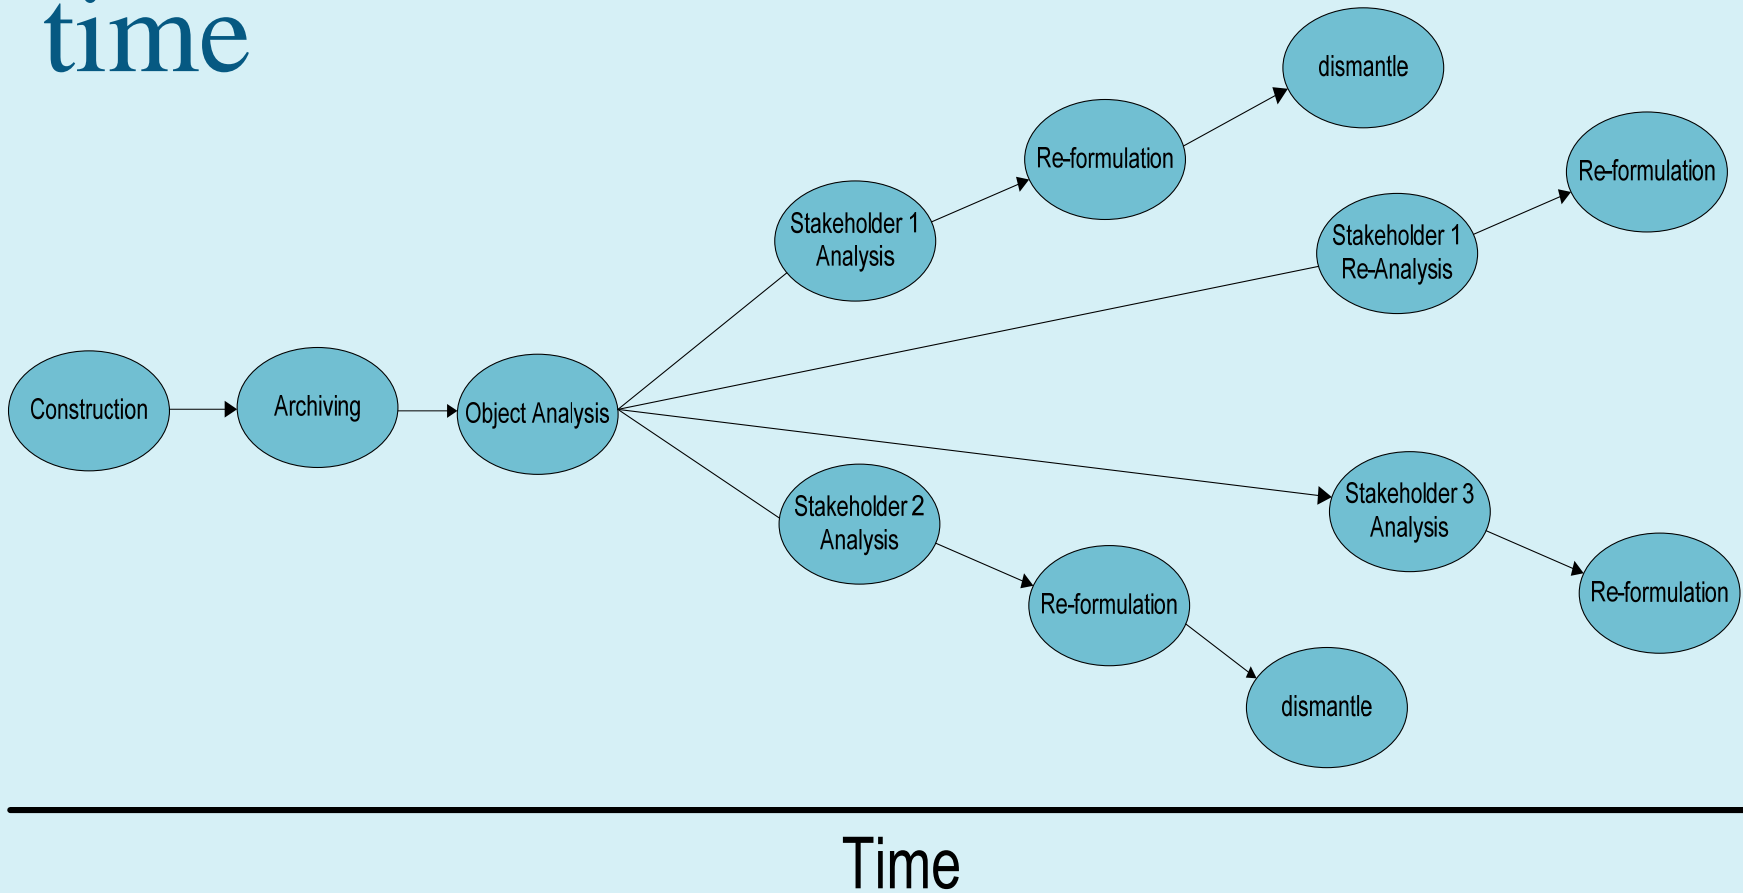 time
dismantle
Re-formulation
Re-formulation
Stakeholder 1
Analysis
Stakeholder 1
Re-Analysis
Construction
Archiving
Object Analysis
Stakeholder 2
Analysis
Stakeholder 3
Analysis
Re-formulation
Re-formulation
dismantle
Time